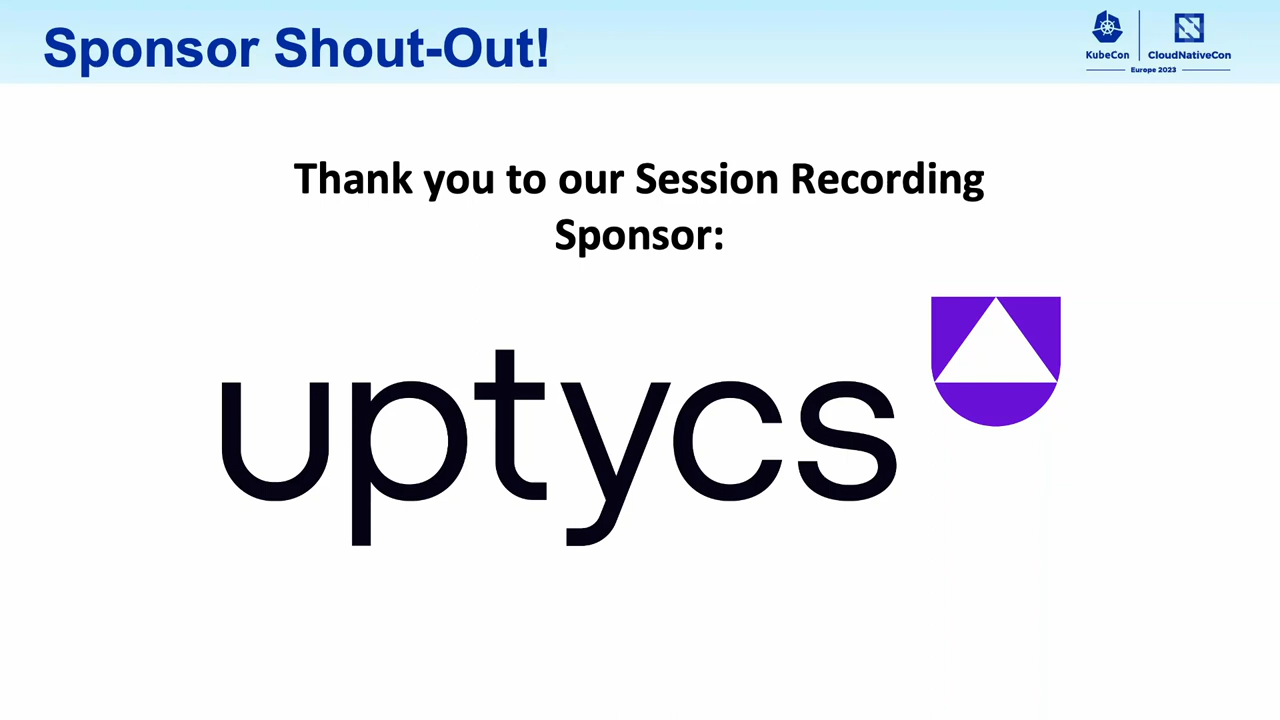 Sponsor Shout-Out!
KubeCon
CloudNativeCon
Europe 2023
Thank you to our Session Recording
Sponsor:
uptycs